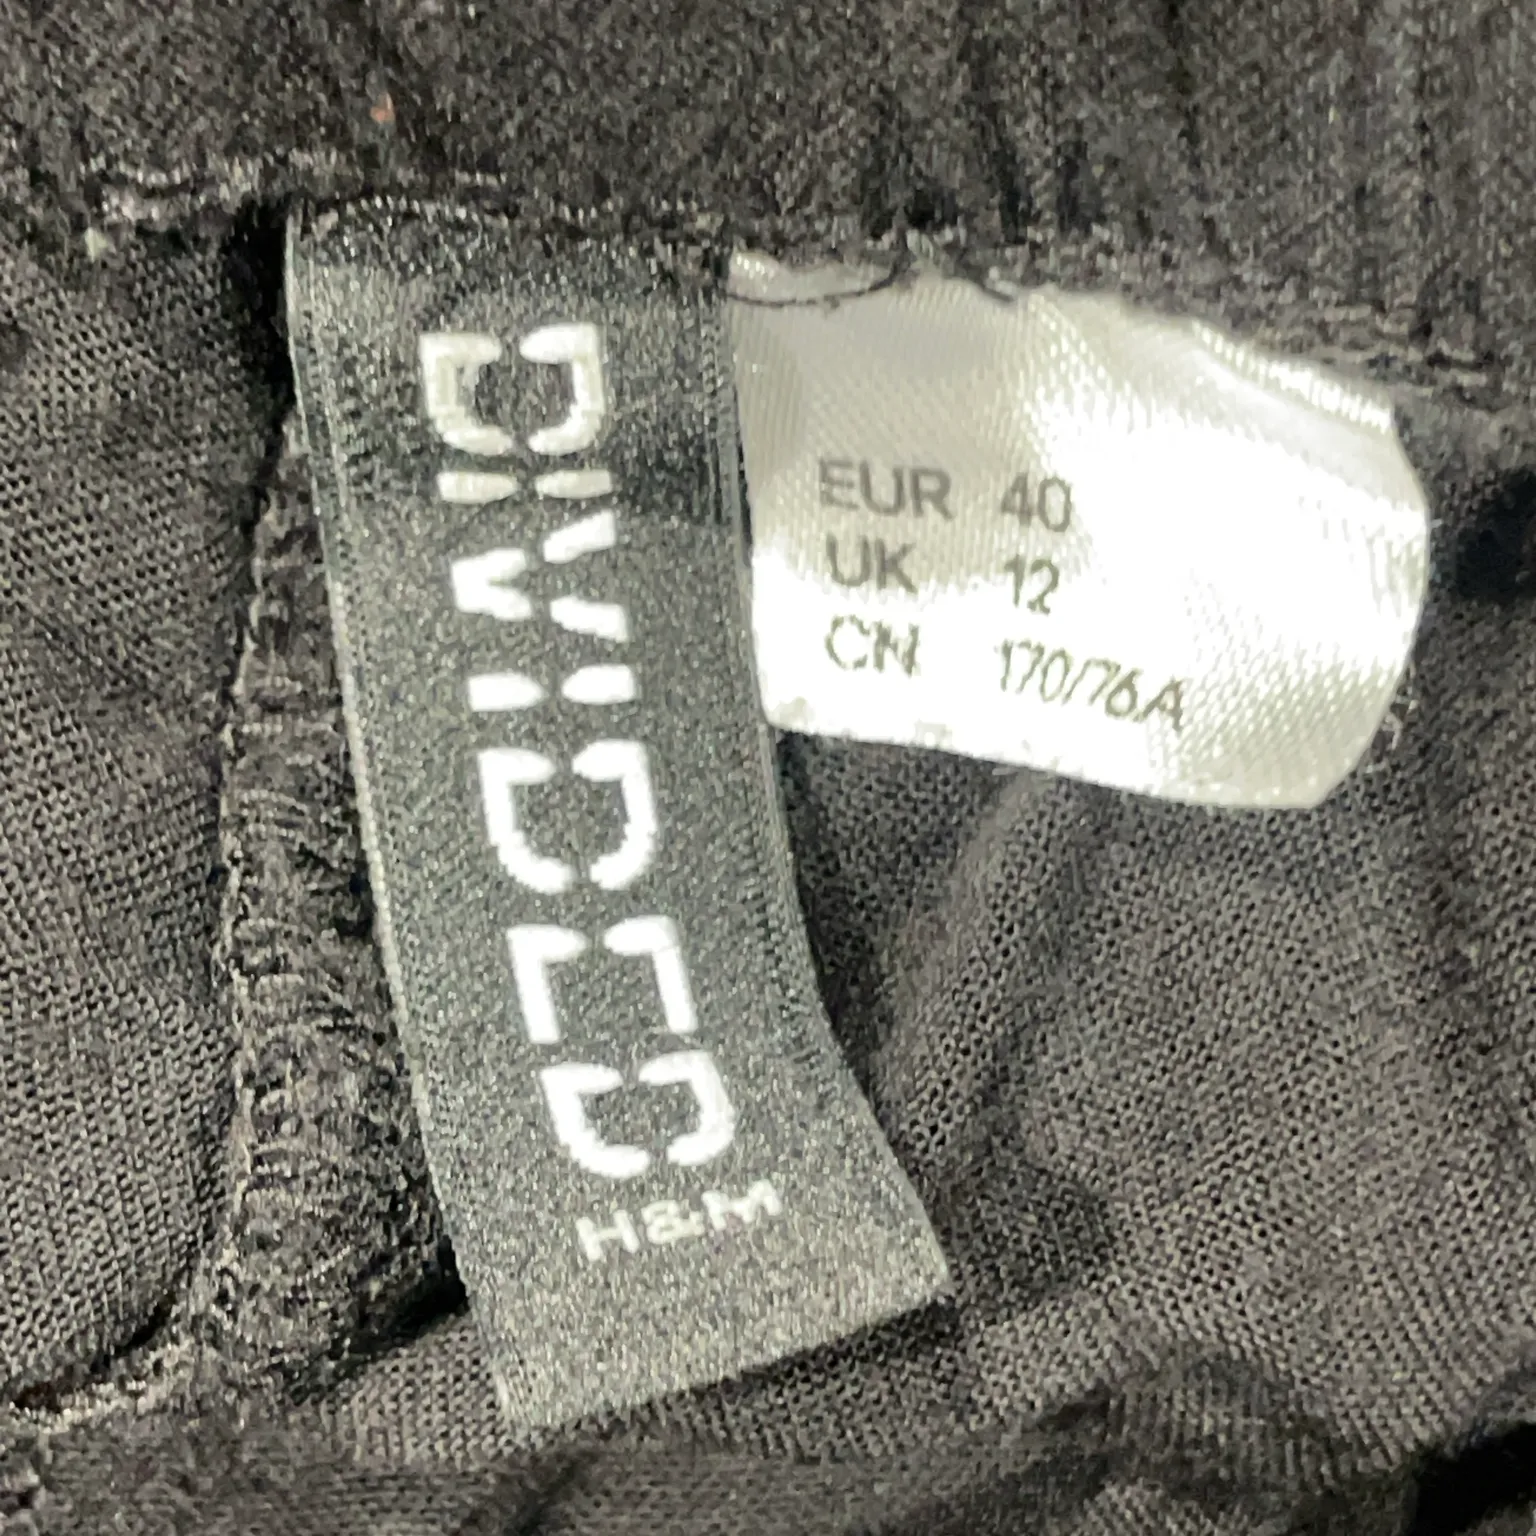 DIVIDED
H&M
EUR 40
UK 12
CN 170/76A